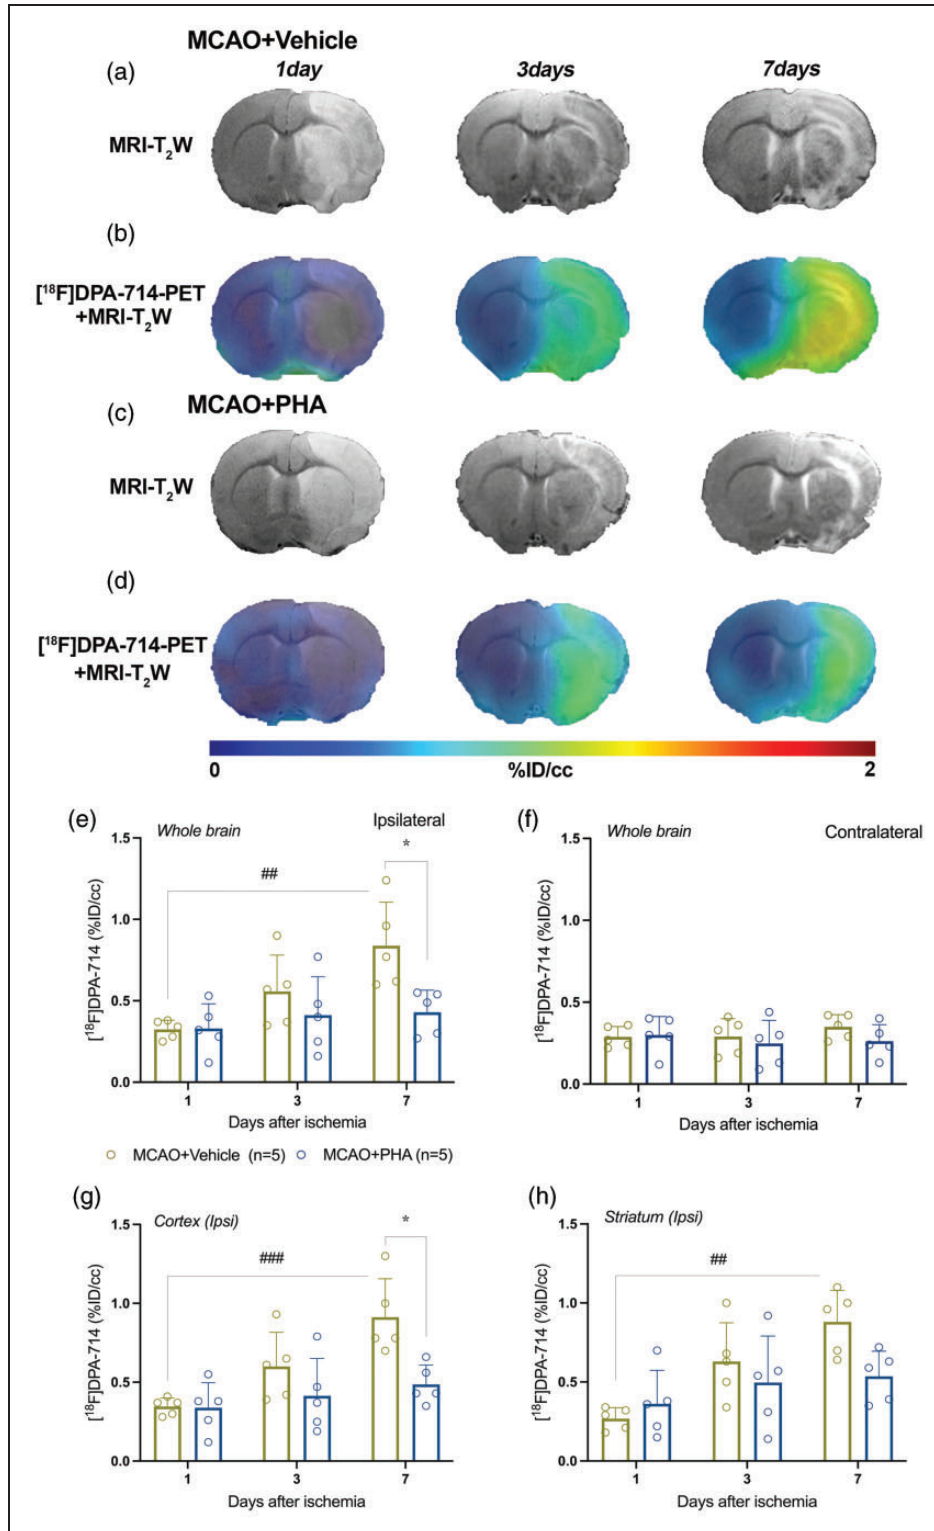 MCAO+Vehicle
(a) 1day 3days 7days
MRI-T₂W
(b)
[¹⁸F]DPA-714-PET
+MRI-T₂W
(c) MCAO+PHA
MRI-T₂W
(d)
[¹⁸F]DPA-714-PET
+MRI-T₂W
0 %ID/cc 2
(e) Whole brain Ipsilateral
1.5
*
##
1.0
0.5
0.0
[¹⁸F]DPA-714 (%ID/cc)
1 3 7
Days after ischemia
(f) Whole brain Contralateral
1.5
1.0
0.5
0.0
[¹⁸F]DPA-714 (%ID/cc)
1 3 7
Days after ischemia
MCAO+Vehicle (n=5) MCAO+PHA (n=5)
(g) Cortex (Ipsi)
1.5
*
###
1.0
0.5
0.0
[¹⁸F]DPA-714 (%ID/cc)
1 3 7
Days after ischemia
(h) Striatum (Ipsi)
1.5
##
1.0
0.5
0.0
[¹⁸F]DPA-714 (%ID/cc)
1 3 7
Days after ischemia